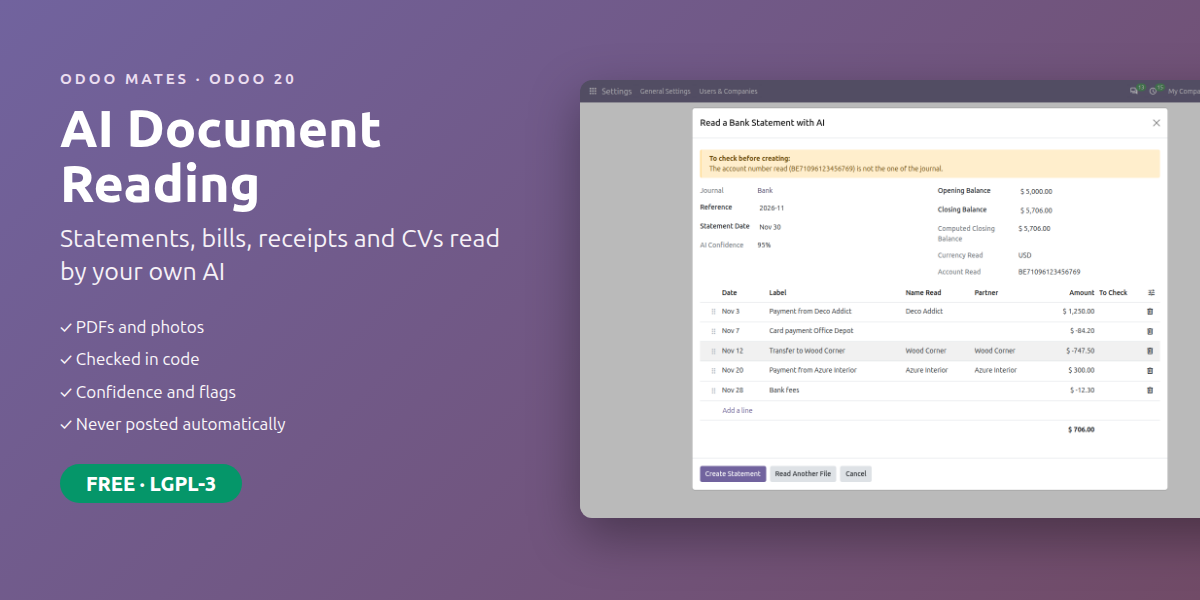 ODOO MATES · ODOO 20
AI Document
Reading
Statements, bills, receipts and CVs read
by your own AI
✓ PDFs and photos
✓ Checked in code
✓ Confidence and flags
✓ Never posted automatically
FREE · LGPL-3
Settings General Settings Users & Companies My Compa
Read a Bank Statement with AI
To check before creating:
The account number read (BE71096123456769) is not the one of the journal.
Journal Bank
Reference 2026-11
Statement Date Nov 30
AI Confidence 95%
Opening Balance $ 5,000.00
Closing Balance $ 5,706.00
Computed Closing Balance $ 5,706.00
Currency Read USD
Account Read BE71096123456769
Date Label Name Read Partner Amount To Check
Nov 3 Payment from Deco Addict Deco Addict $ 1,250.00
Nov 7 Card payment Office Depot $ -84.20
Nov 12 Transfer to Wood Corner Wood Corner Wood Corner $ -747.50
Nov 20 Payment from Azure Interior Azure Interior Azure Interior $ 300.00
Nov 28 Bank fees $ -12.30
Add a line
$ 706.00
Create Statement Read Another File Cancel